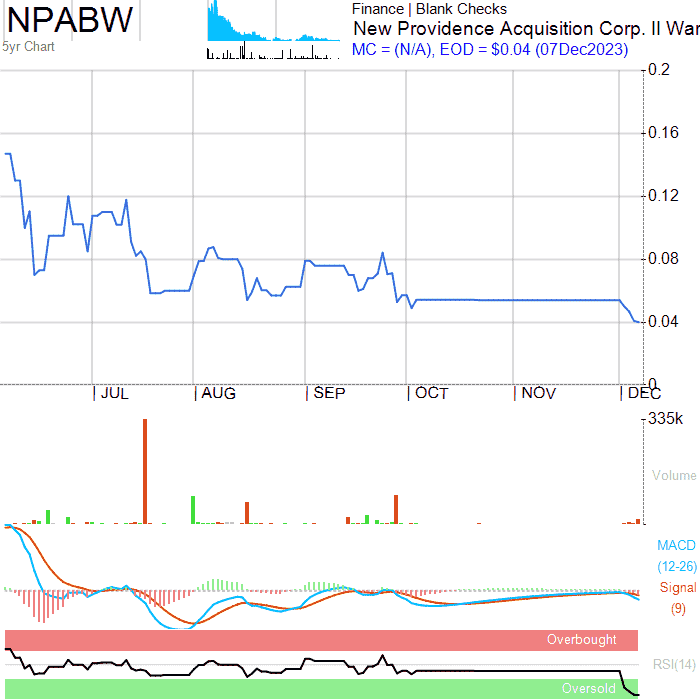 NPABW
5yr Chart
Finance | Blank Checks
New Providence Acquisition Corp. II War
MC = (N/A), EOD = $0.04 (07Dec2023)
0.2
0.16
0.12
0.08
0.04
0
JUL AUG SEP OCT NOV DEC
335k
Volume
MACD
(12-26)
Signal
(9)
Overbought
RSI(14)
Oversold